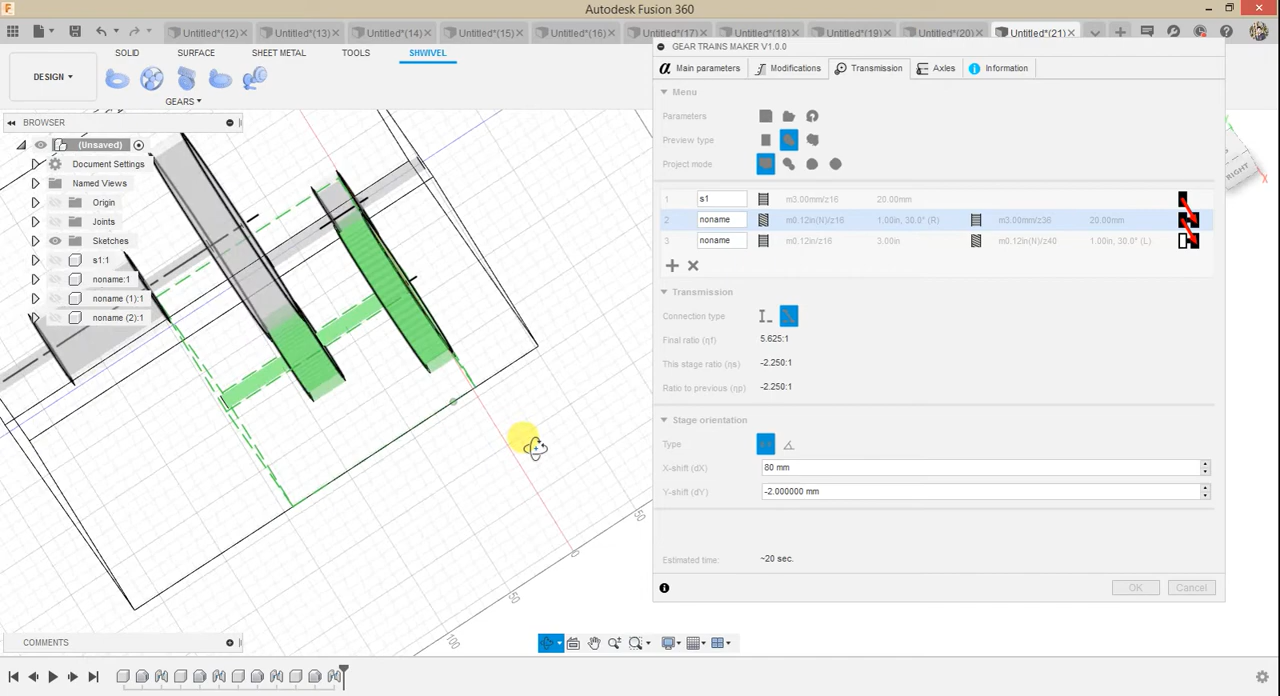 Autodesk Fusion 360
Untitled*(12) Untitled*(13) Untitled*(14) Untitled*(15) Untitled*(16) Untitled*(17) Untitled*(18) Untitled*(19) Untitled*(20) Untitled*(21)
SOLID SURFACE SHEET METAL TOOLS SHWIVEL
DESIGN
GEARS
BROWSER
(Unsaved)
Document Settings
Named Views
Origin
Joints
Sketches
s1:1
noname:1
noname (1):1
noname (2):1
GEAR TRAINS MAKER V1.0.0
Main parameters Modifications Transmission Axles Information
Menu
Parameters
Preview type
Project mode
1 s1 m3.00mm/z16 20.00mm
2 noname m0.12in(N)/z16 1.00in, 30.0° (R) m3.00mm/z36 20.00mm
3 noname m0.12in/z16 3.00in m0.12in(N)/z40 1.00in, 30.0° (L)
Transmission
Connection type
Final ratio (ηf) 5.625:1
This stage ratio (ηs) -2.250:1
Ratio to previous (ηp) -2.250:1
Stage orientation
Type
X-shift (dX) 80 mm
Y-shift (dY) -2.000000 mm
Estimated time: ~20 sec.
OK Cancel
RIGHT
X
50
50
100
COMMENTS